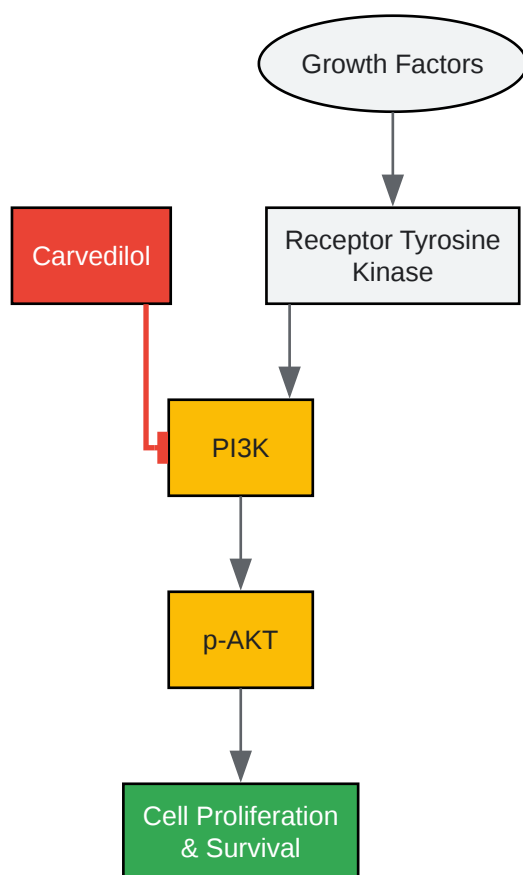 Growth Factors
Carvedilol
Receptor Tyrosine
Kinase
PI3K
p-AKT
Cell Proliferation
& Survival